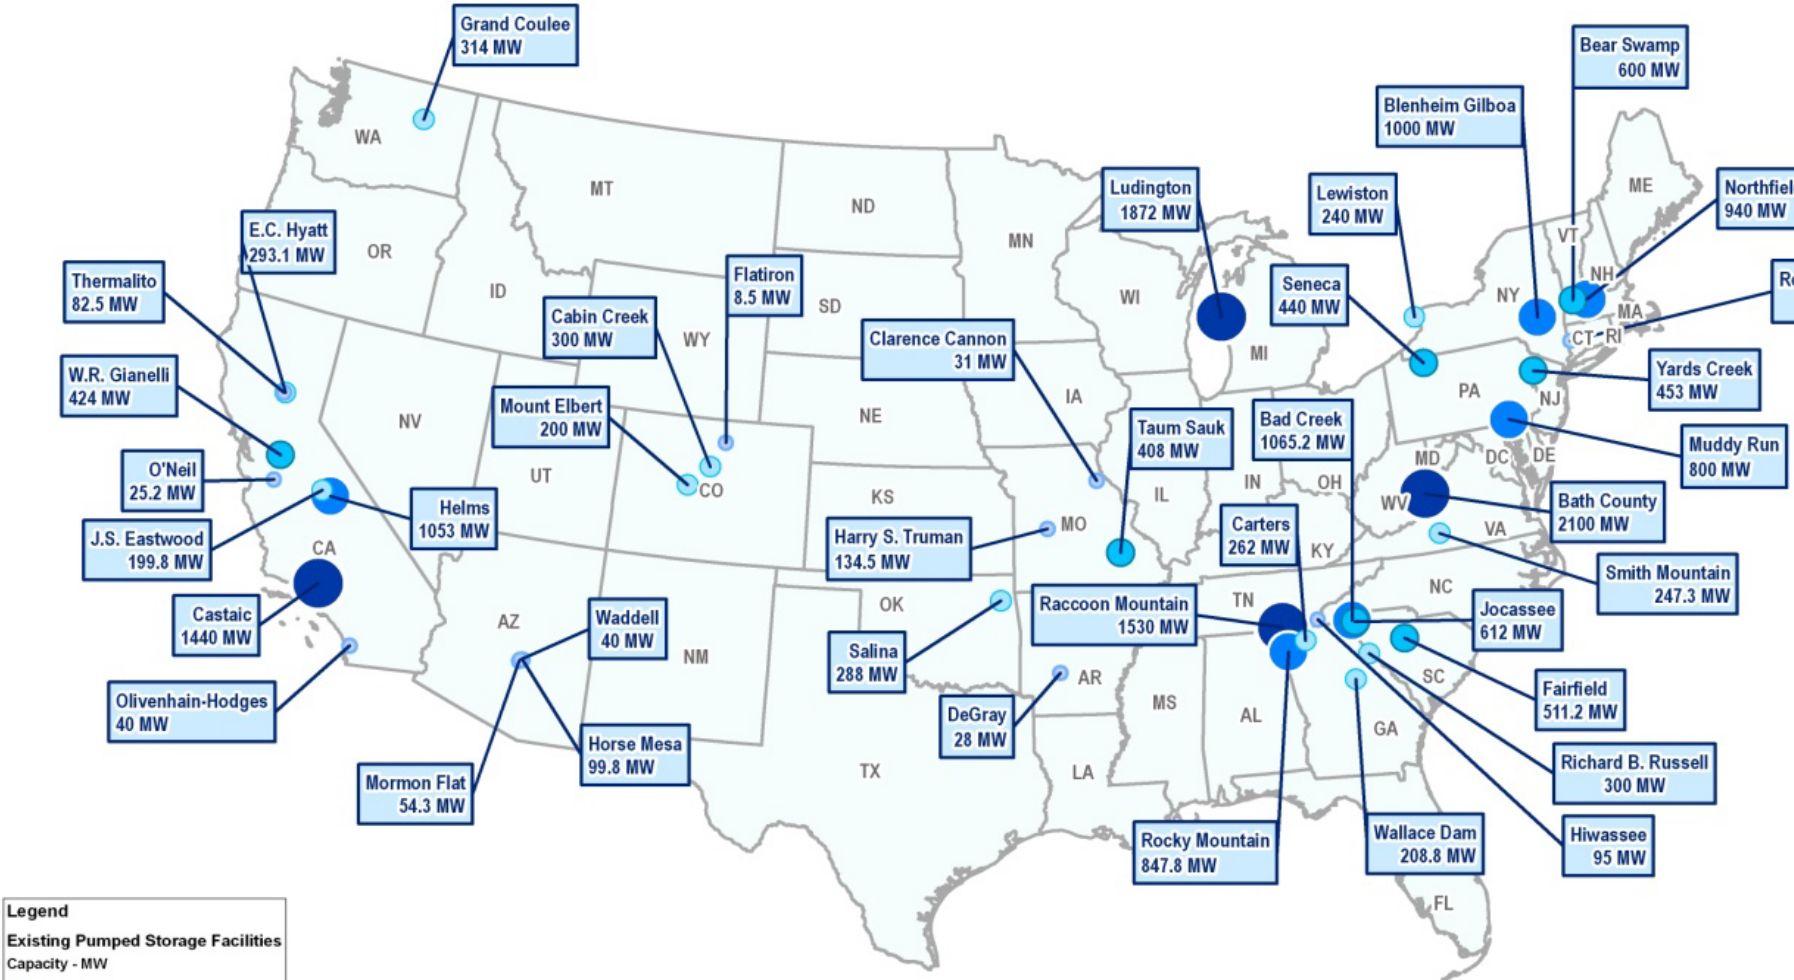 Grand Coulee
314 MW
Bear Swamp
600 MW
Blenheim Gilboa
1000 MW
Ludington
1872 MW
Lewiston
240 MW
940 MW
E.C. Hyatt
293.1 MW
Thermalito
82.5 MW
Flatiron
8.5 MW
Cabin Creek
300 MW
Seneca
440 MW
Clarence Cannon
31 MW
W.R. Gianelli
424 MW
Mount Elbert
200 MW
Yards Creek
453 MW
Taum Sauk
408 MW
Bad Creek
1065.2 MW
Muddy Run
800 MW
O'Neil
25.2 MW
Helms
1053 MW
J.S. Eastwood
199.8 MW
Harry S. Truman
134.5 MW
Carters
262 MW
Bath County
2100 MW
Smith Mountain
247.3 MW
Castaic
1440 MW
Waddell
40 MW
Raccoon Mountain
1530 MW
Jocassee
612 MW
Salina
288 MW
Olivenhain-Hodges
40 MW
DeGray
28 MW
Fairfield
511.2 MW
Horse Mesa
99.8 MW
Mormon Flat
54.3 MW
Richard B. Russell
300 MW
Rocky Mountain
847.8 MW
Wallace Dam
208.8 MW
Hiwassee
95 MW
WA
MT
ND
MN
ME
VT
NH
OR
ID
SD
WI
NY
MA
CT
RI
WY
MI
IA
PA
NJ
NV
NE
UT
CO
KS
IL
IN
OH
MD
DC
DE
WV
VA
CA
MO
KY
AZ
NM
OK
TN
NC
AR
MS
AL
GA
SC
TX
LA
FL
Legend
Existing Pumped Storage Facilities
Capacity - MW